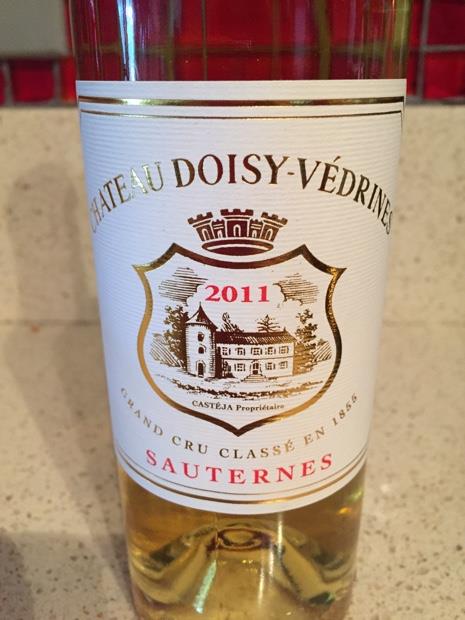 CHATEAU DOISY-VÉDRINES
2011
CASTÉJA Propriétaire
GRAND CRU CLASSÉ EN 1855
SAUTERNES